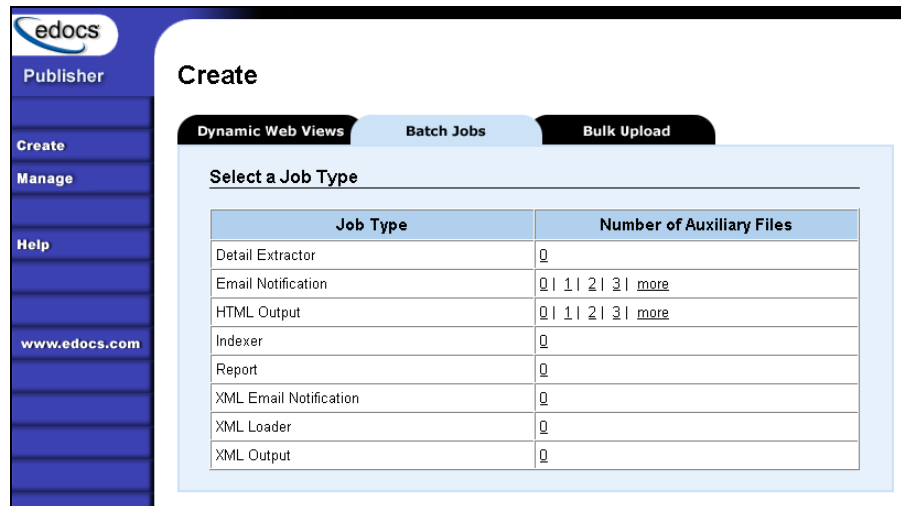 edocs
Publisher
Create
Manage
Help
www.edocs.com
Create
Dynamic Web Views Batch Jobs Bulk Upload
Select a Job Type
Job Type Number of Auxiliary Files
Detail Extractor 0
Email Notification 0 | 1 | 2 | 3 | more
HTML Output 0 | 1 | 2 | 3 | more
Indexer 0
Report 0
XML Email Notification 0
XML Loader 0
XML Output 0